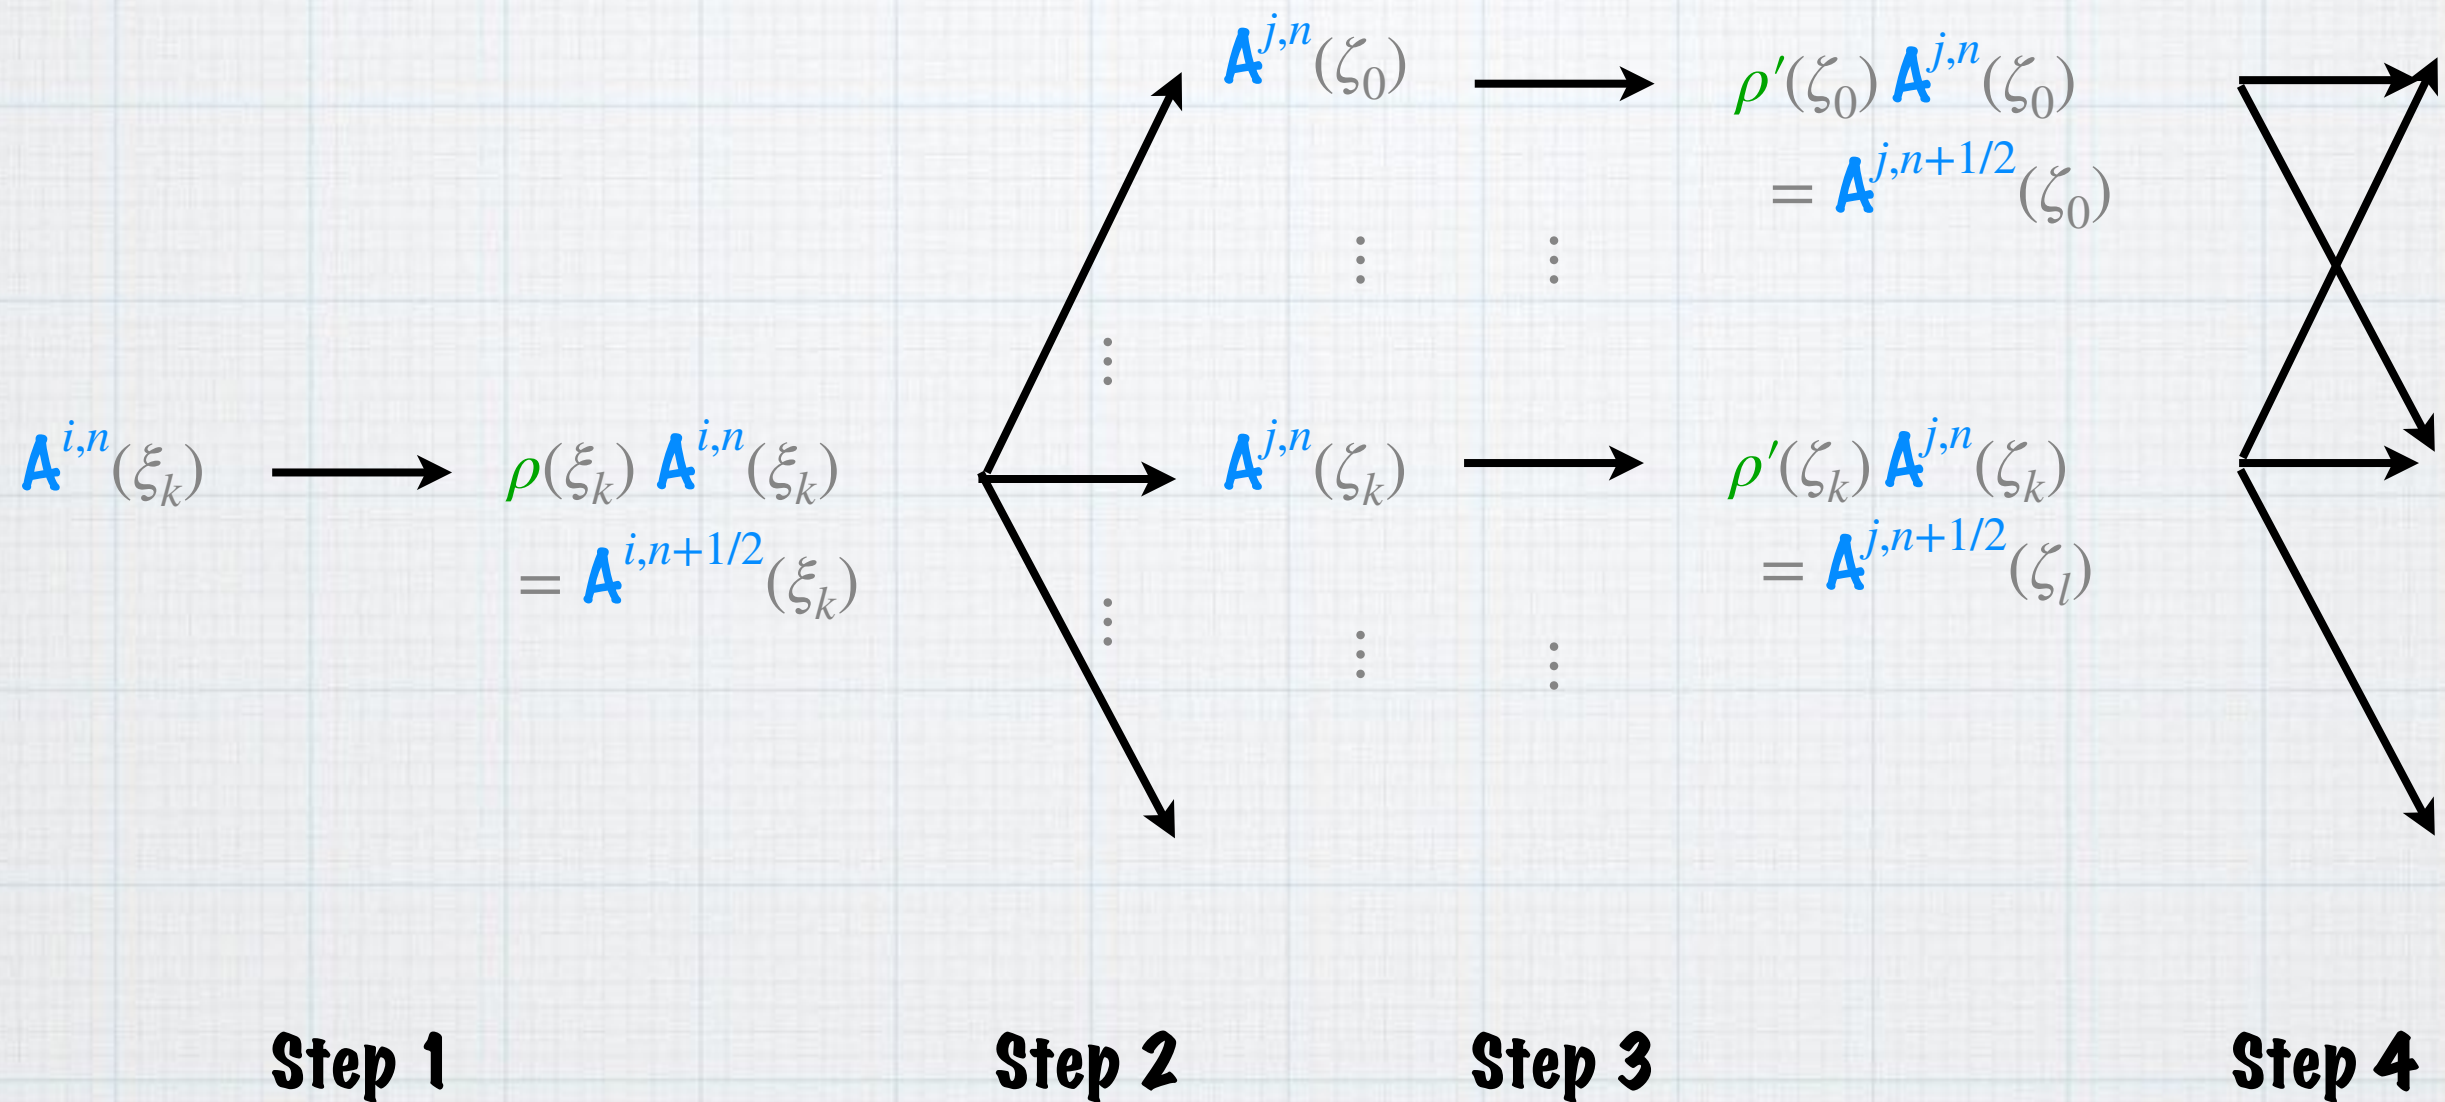 A^{j,n}(ζ_0)
ρ′(ζ_0) A^{j,n}(ζ_0)
= A^{j,n+1/2}(ζ_0)
⋮ ⋮
⋮
A^{i,n}(ξ_k)
ρ(ξ_k) A^{i,n}(ξ_k)
= A^{i,n+1/2}(ξ_k)
A^{j,n}(ζ_k)
ρ′(ζ_k) A^{j,n}(ζ_k)
= A^{j,n+1/2}(ζ_l)
⋮
⋮ ⋮
Step 1 Step 2 Step 3 Step 4